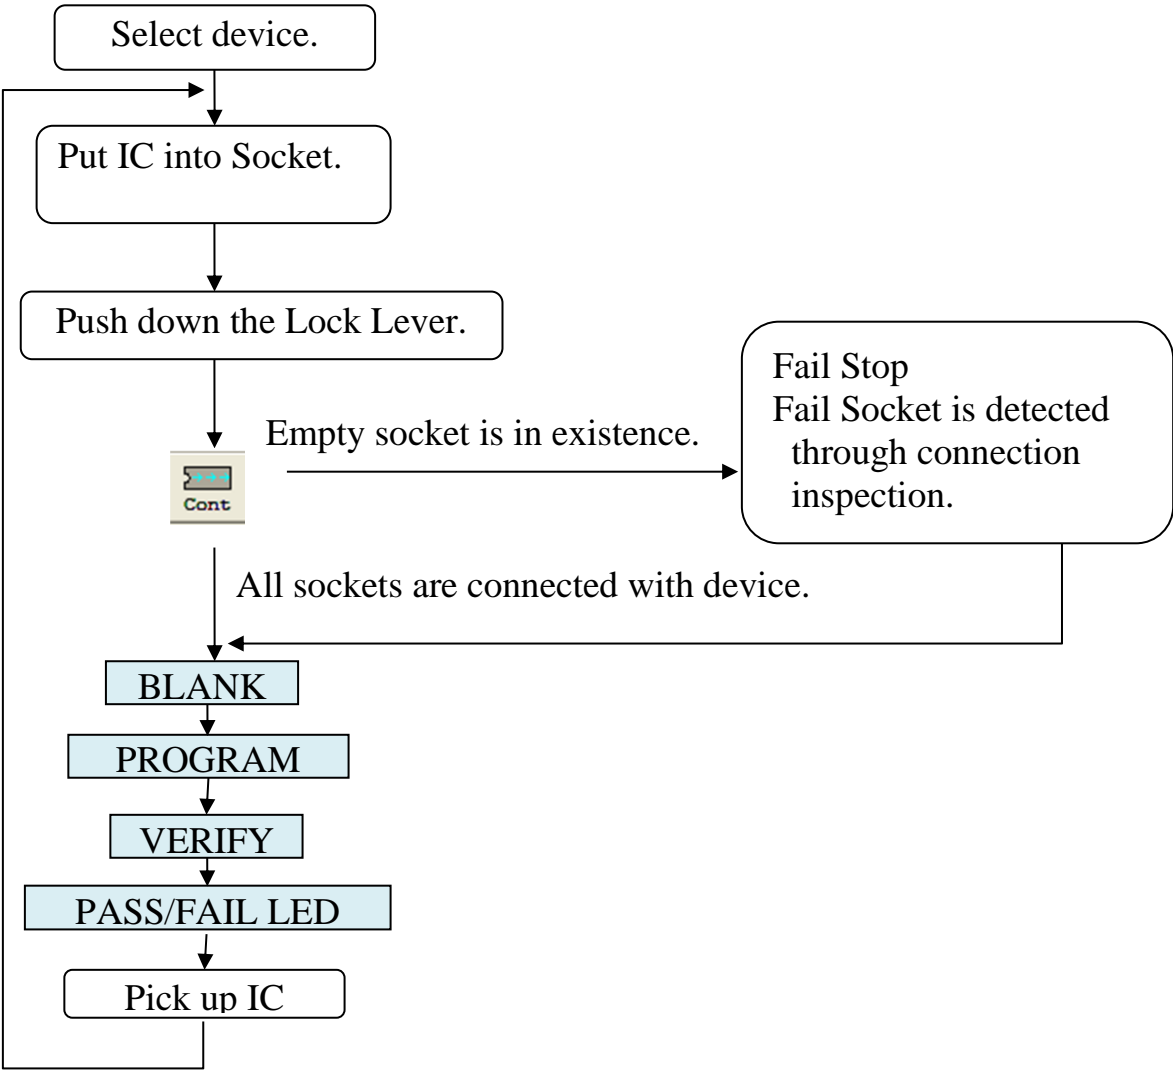 Select device.
Put IC into Socket.
Push down the Lock Lever.
Fail Stop
Fail Socket is detected
through connection
inspection.
Empty socket is in existence.
Cont
All sockets are connected with device.
BLANK
PROGRAM
VERIFY
PASS/FAIL LED
Pick up IC